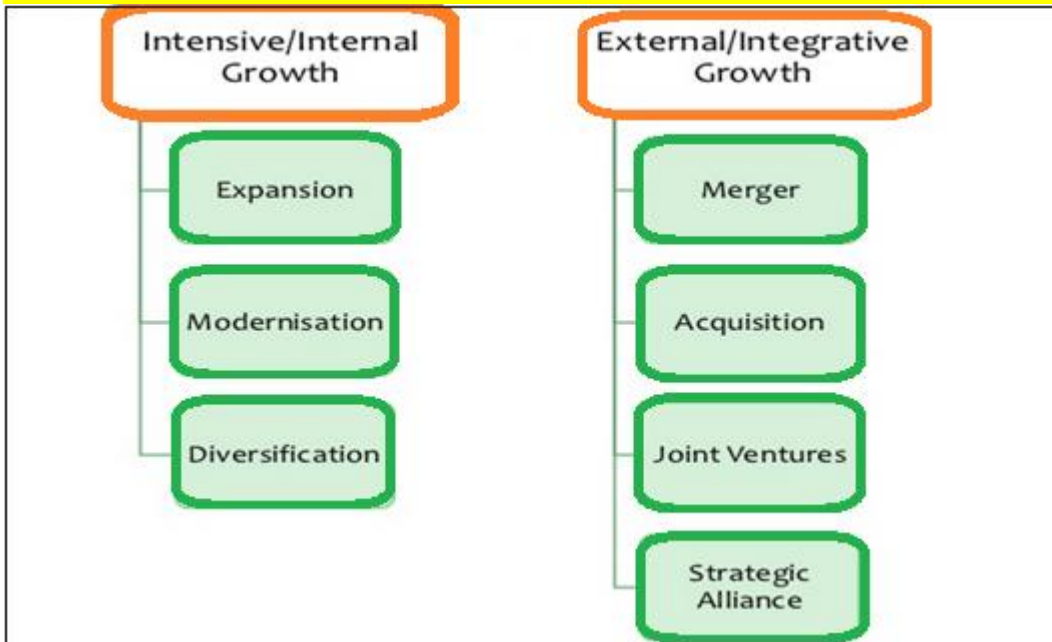 Intensive/Internal
Growth
Expansion
Modernisation
Diversification
External/Integrative
Growth
Merger
Acquisition
Joint Ventures
Strategic
Alliance